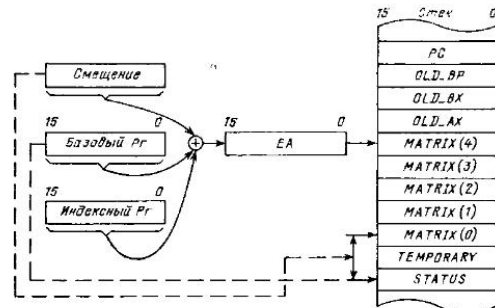 15 Стек 0
PC
OLD_BP
OLD_BX
OLD_AX
MATRIX(4)
MATRIX(3)
MATRIX(2)
MATRIX(1)
MATRIX(0)
TEMPORARY
STATUS
Смещение
15 0
Базовый Рг
15 0
Индексный Рг
15 0
EA